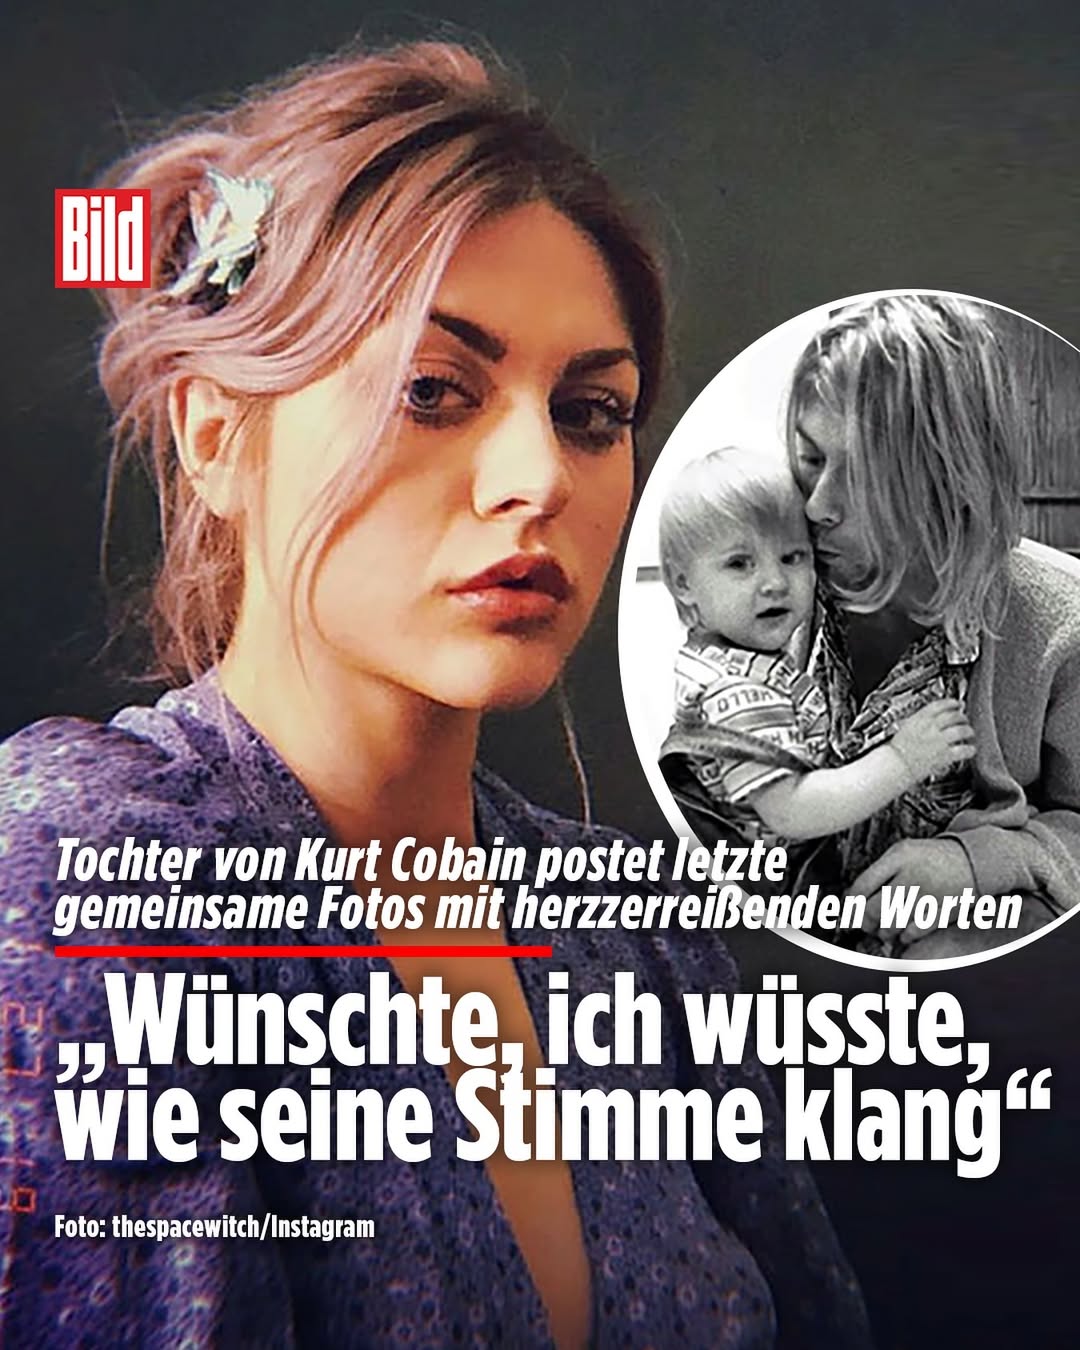 Bild
HELLO
Tochter von Kurt Cobain postet letzte
gemeinsame Fotos mit herzzerreißenden Worten
„Wünschte, ich wüsste,
wie seine Stimme klang“
Foto: thespacewitch/Instagram